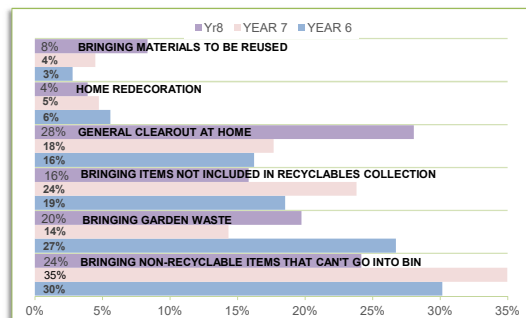 Yr8 YEAR 7 YEAR 6
8% BRINGING MATERIALS TO BE REUSED
4%
3%
4% HOME REDECORATION
5%
6%
28% GENERAL CLEAROUT AT HOME
18%
16%
16% BRINGING ITEMS NOT INCLUDED IN RECYCLABLES COLLECTION
24%
19%
20% BRINGING GARDEN WASTE
14%
27%
24% BRINGING NON-RECYCLABLE ITEMS THAT CAN'T GO INTO BIN
35%
30%
0% 5% 10% 15% 20% 25% 30% 35%